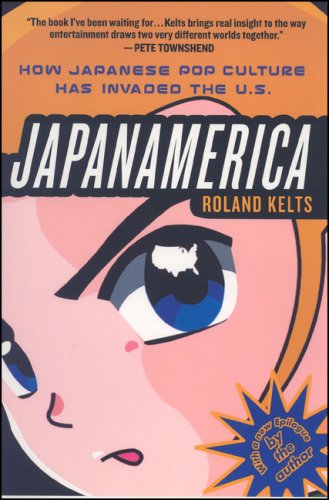 "The book I've been waiting for...Kelts brings real insight to the way
entertainment draws two very different worlds together."
— PETE TOWNSHEND
HOW JAPANESE POP CULTURE
HAS INVADED THE U.S.
JAPANAMERICA
ROLAND KELTS
With a new Epilogue
by
the
author